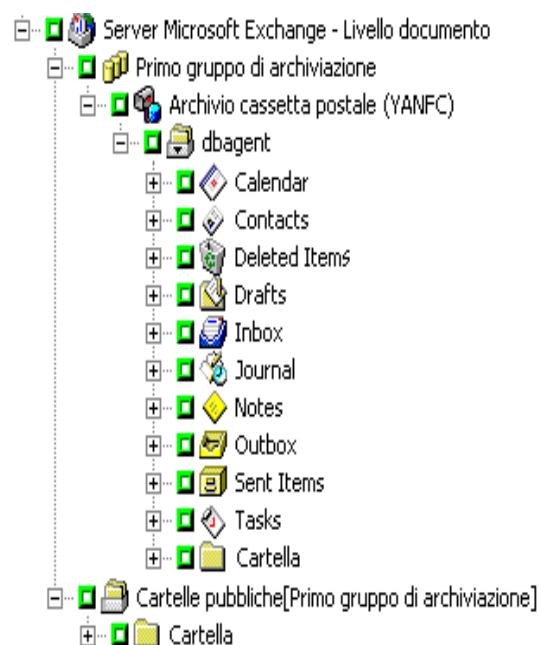 Server Microsoft Exchange - Livello documento
Primo gruppo di archiviazione
Archivio cassetta postale (YANFC)
dbagent
Calendar
Contacts
Deleted Items
Drafts
Inbox
Journal
Notes
Outbox
Sent Items
Tasks
Cartella
Cartelle pubbliche[Primo gruppo di archiviazione]
Cartella